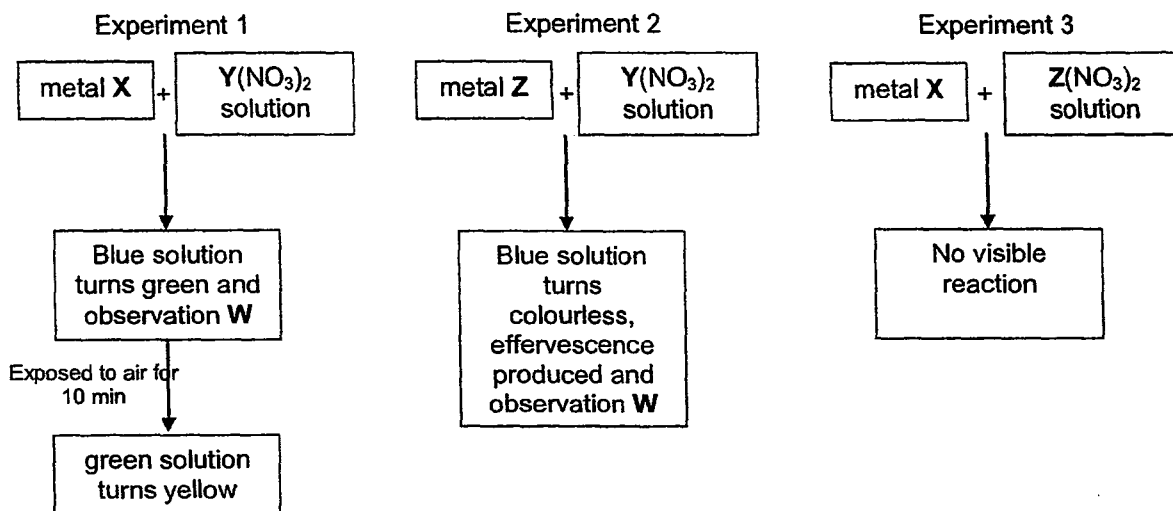 Experiment 1
metal X
+
Y(NO₃)₂
solution
Blue solution
turns green and
observation W
Exposed to air for
10 min
green solution
turns yellow
Experiment 2
metal Z
+
Y(NO₃)₂
solution
Blue solution
turns
colourless,
effervescence
produced and
observation W
Experiment 3
metal X
+
Z(NO₃)₂
solution
No visible
reaction